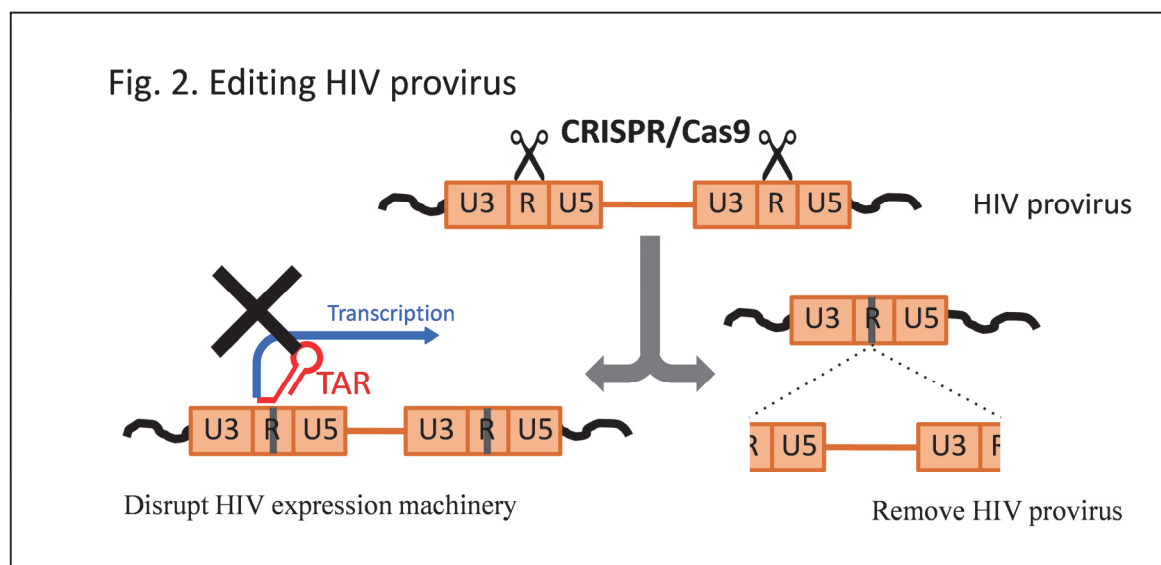 Fig. 2. Editing HIV provirus
CRISPR/Cas9
U3 R U5 U3 R U5
HIV provirus
Transcription
TAR
U3 R U5
U3 R U5 U3 R U5
R U5 U3 R
Disrupt HIV expression machinery
Remove HIV provirus